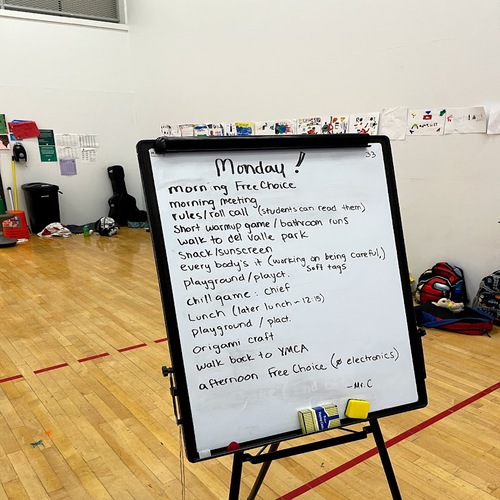 Monday!
33
morning Free Choice
morning meeting
rules/roll call (students can read them)
Short warmup game / bathroom runs
walk to del valle park
snack/sunscreen
every body's it (working on being careful,) soft tags
playground/playct.
chill game: chief
Lunch (later lunch - 12:15)
playground / plact.
origami craft
walk back to YMCA
afternoon Free Choice (ø electronics)
-Mr. C